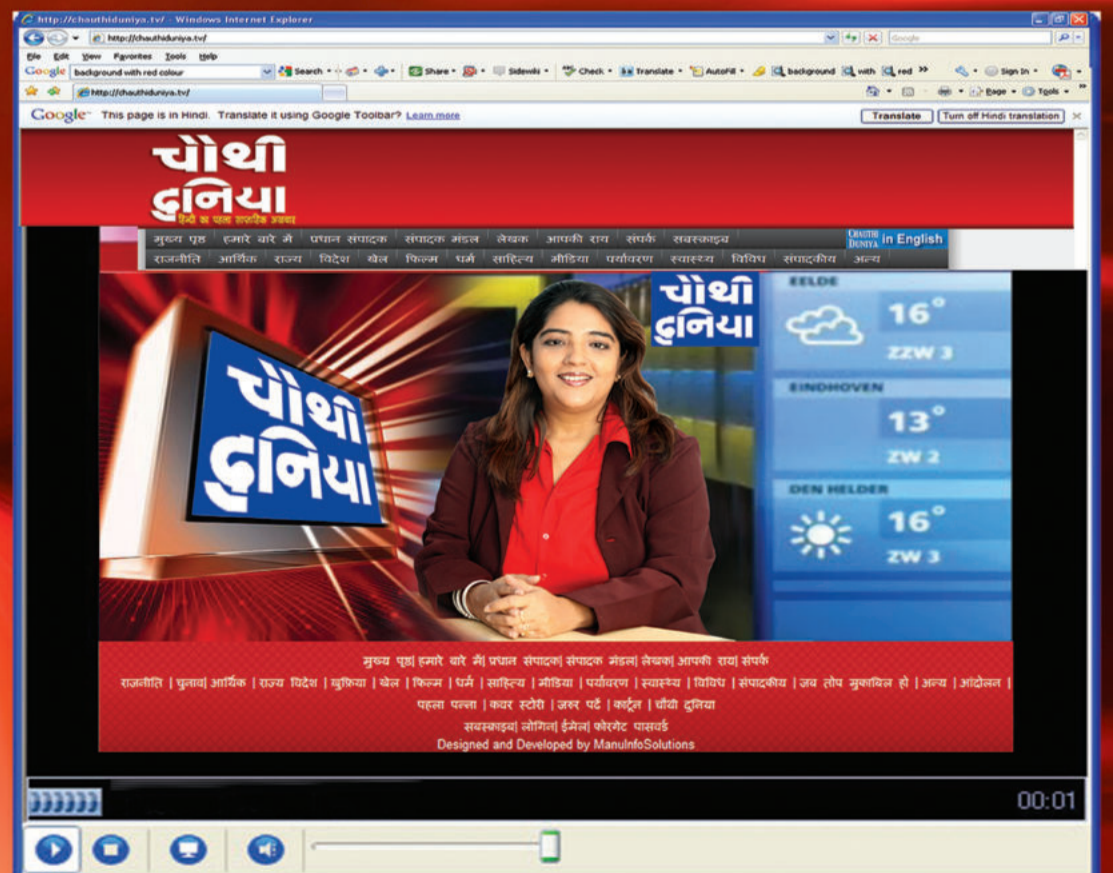 http://chauthiduniya.tv/ - Windows Internet Explorer
http://chauthiduniya.tv/
Google
File Edit View Favorites Tools Help
Google background with red colour Search Share Sidewiki Check Translate AutoFill background with red Sign In
http://chauthiduniya.tv/ Page Tools
Google This page is in Hindi. Translate it using Google Toolbar? Learn more Translate Turn off Hindi translation
चौथी
दुनिया
हिन्दी का पहला साप्ताहिक अख़बार
मुख्य पृष्ठ हमारे बारे में प्रधान संपादक संपादक मंडल लेखक आपकी राय संपर्क सबस्क्राइब CHAUTHI DUNIYA in English
राजनीति आर्थिक राज्य विदेश खेल फिल्म धर्म साहित्य मीडिया पर्यावरण स्वास्थ्य विविध संपादकीय अन्य
चौथी
दुनिया
चौथी
दुनिया
EELDE
16°
ZZW 3
EINDHOVEN
13°
ZW 2
DEN HELDER
16°
ZW 3
मुख्य पृष्ठ| हमारे बारे में| प्रधान संपादक| संपादक मंडल| लेखक| आपकी राय| संपर्क
राजनीति | चुनाव| आर्थिक | राज्य विदेश | खुफ़िया | खेल | फिल्म | धर्म | साहित्य | मीडिया | पर्यावरण | स्वास्थ्य | विविध | संपादकीय | जब तोप मुकाबिल हो | अन्य | आंदोलन |
पहला पन्ना | कवर स्टोरी | जरुर पढें | कार्टून | चौथी दुनिया
सबस्क्राइब| लोगिन| ईमेल| फोरगेट पासवर्ड
Designed and Developed by ManuInfoSolutions
00:01